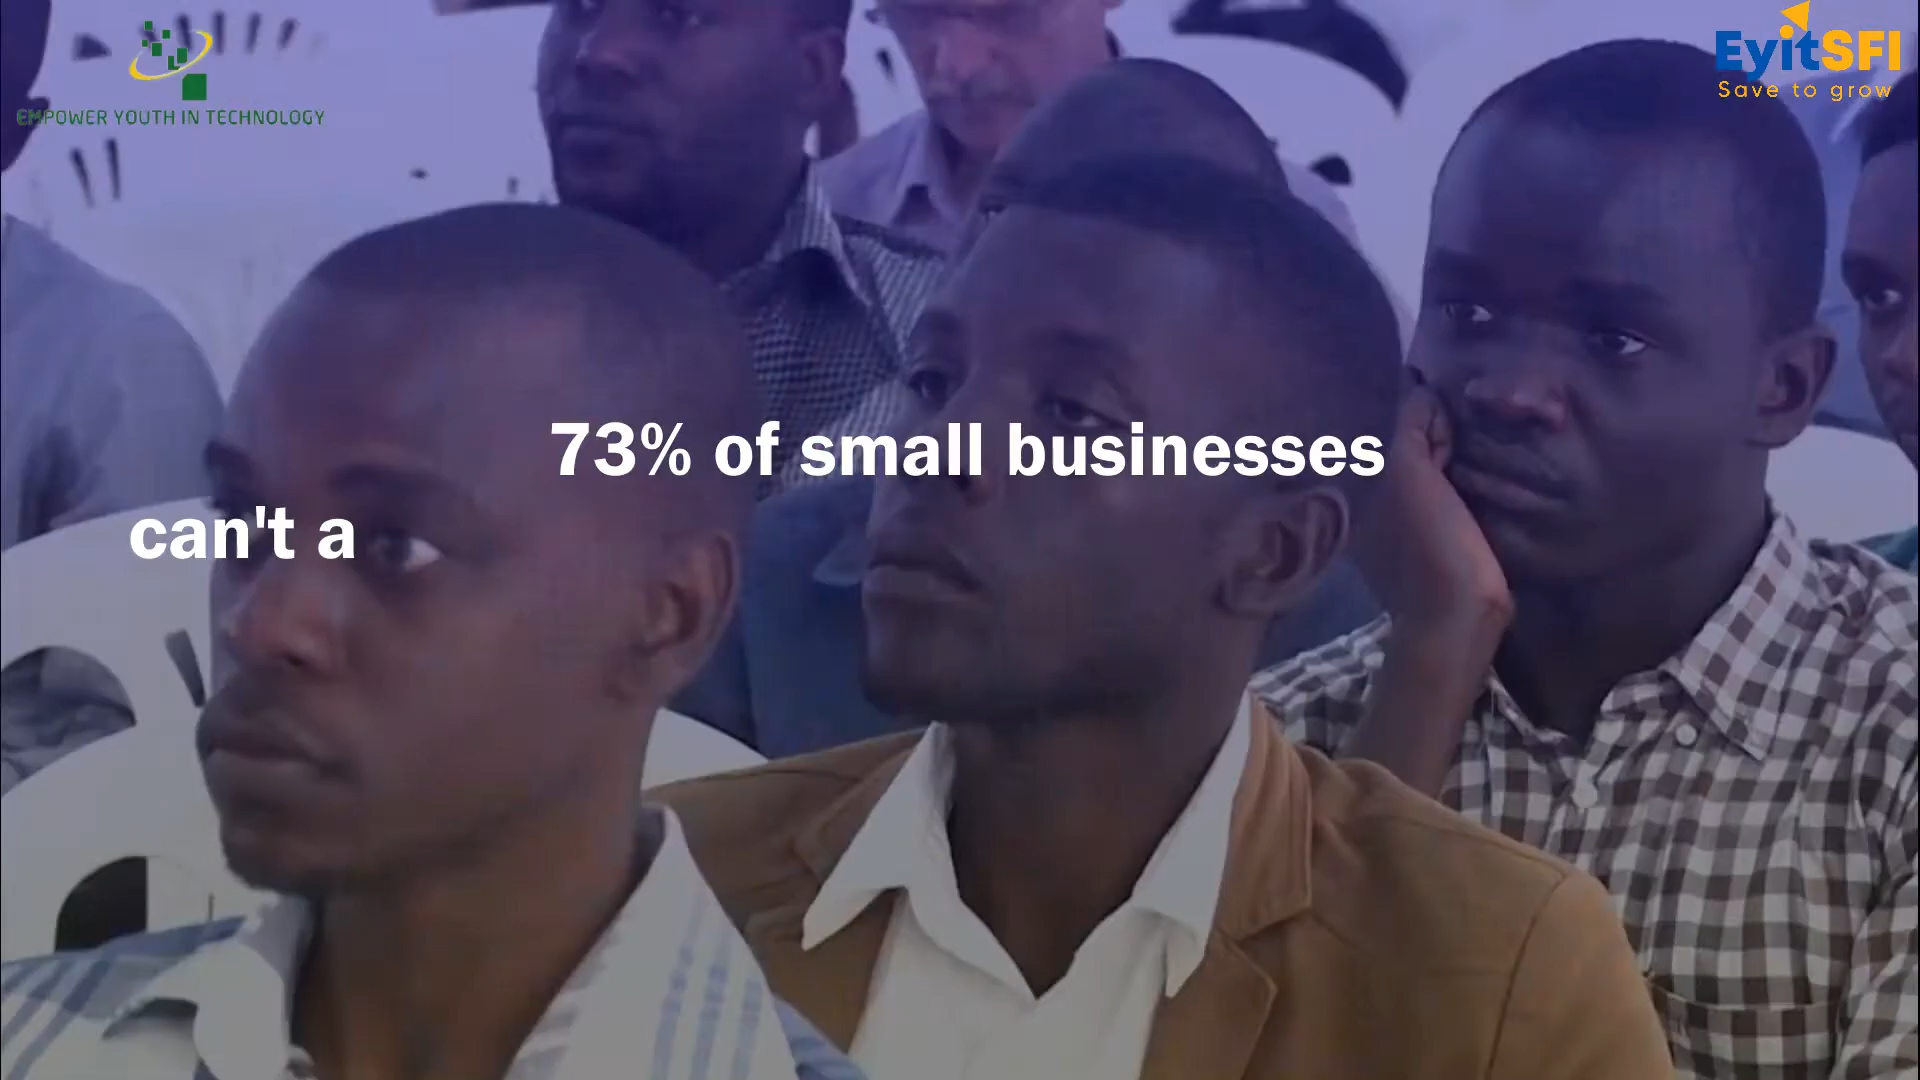 EMPOWER YOUTH IN TECHNOLOGY
EyitSFI
Save to grow
73% of small businesses
can't a